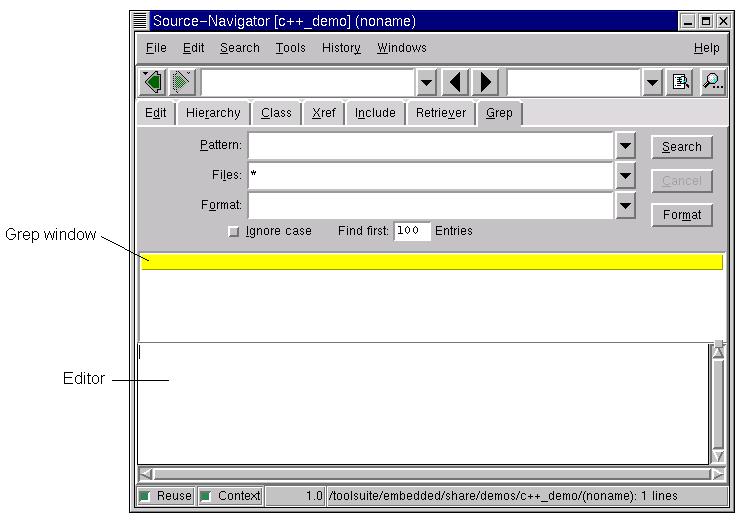 Source-Navigator [c++_demo] (noname)
File Edit Search Tools History Windows Help
Edit Hierarchy Class Xref Include Retriever Grep
Pattern: Search
Files: * Cancel
Format: Format
Ignore case Find first: 100 Entries
Grep window
Editor
Reuse Context 1.0 /toolsuite/embedded/share/demos/c++_demo/(noname): 1 lines